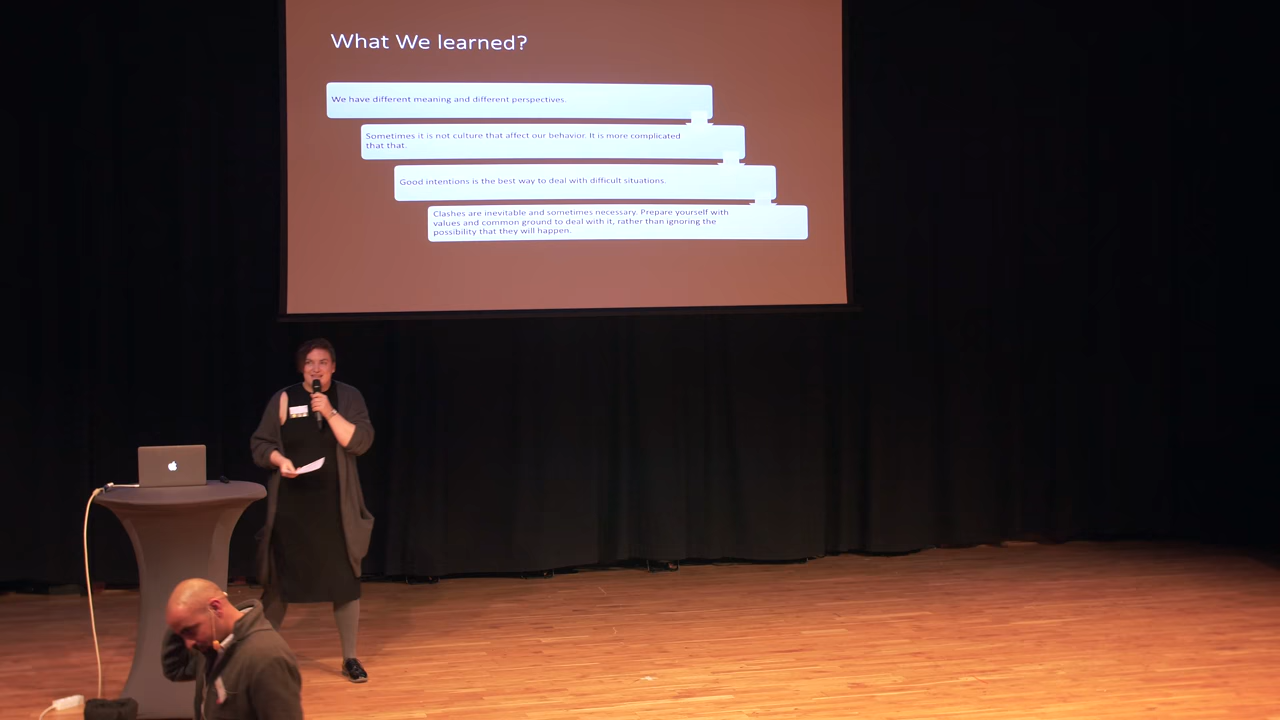 What We learned?
We have different meaning and different perspectives.
Sometimes it is not culture that affect our behavior. It is more complicated
that that.
Good intentions is the best way to deal with difficult situations.
Clashes are inevitable and sometimes necessary. Prepare yourself with
values and common ground to deal with it, rather than ignoring the
possibility that they will happen.